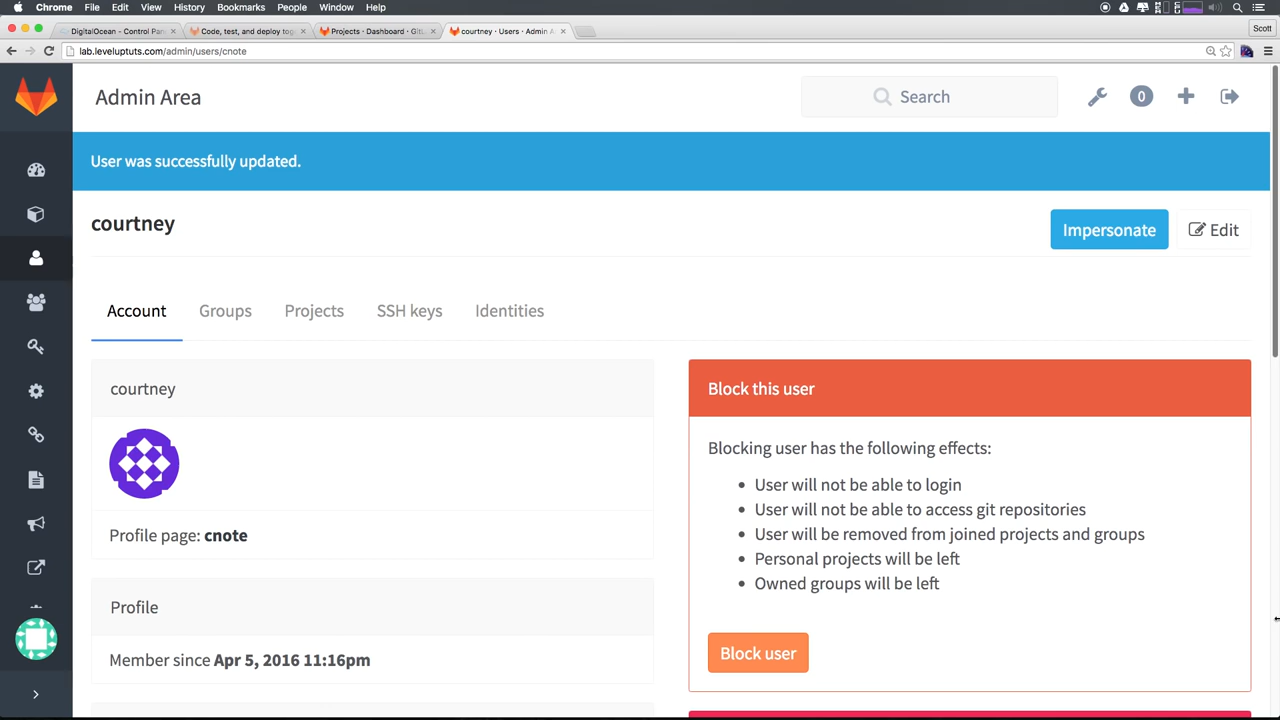 Chrome File Edit View History Bookmarks People Window Help
DigitalOcean - Control Pan
Code, test, and deploy tog
Projects · Dashboard · GitL
courtney · Users · Admin A
Scott
lab.leveluptuts.com/admin/users/cnote
Admin Area
Search
0
User was successfully updated.
courtney
Impersonate
Edit
Account Groups Projects SSH keys Identities
courtney
Profile page: cnote
Profile
Member since Apr 5, 2016 11:16pm
Block this user
Blocking user has the following effects:
• User will not be able to login
• User will not be able to access git repositories
• User will be removed from joined projects and groups
• Personal projects will be left
• Owned groups will be left
Block user